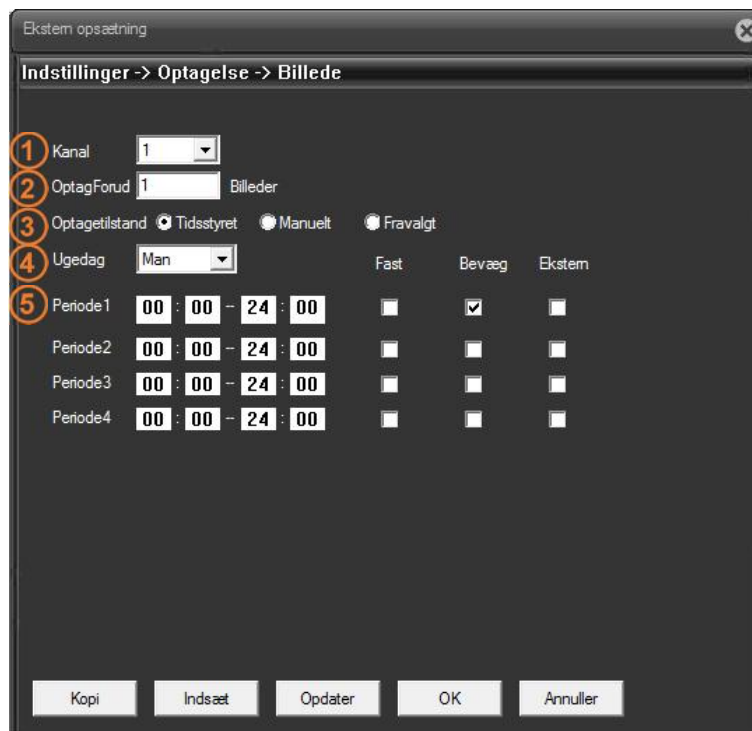 Ekstern opsætning
Indstillinger -> Optagelse -> Billede
1 Kanal 1
2 OptagForud 1 Billeder
3 Optagetilstand Tidsstyret Manuelt Fravalgt
4 Ugedag Man Fast Bevæg Ekstern
5 Periode1 00 : 00 - 24 : 00
Periode2 00 : 00 - 24 : 00
Periode3 00 : 00 - 24 : 00
Periode4 00 : 00 - 24 : 00
Kopi Indsæt Opdater OK Annuller